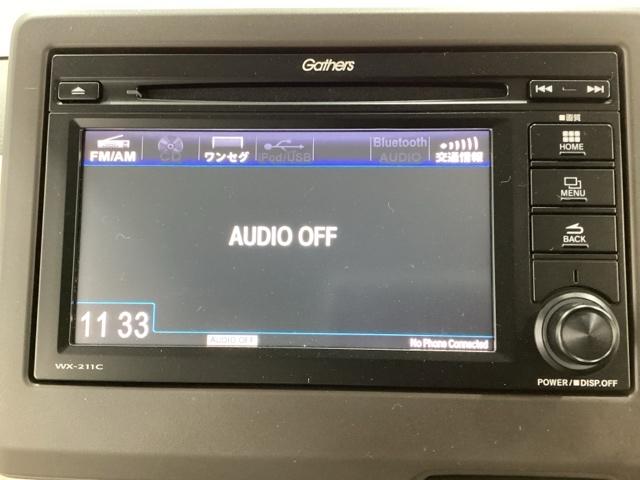 Gathers
■画質
FM/AM CD ワンセグ iPod/USB Bluetooth AUDIO 交通情報
HOME
MENU
AUDIO OFF
BACK
11 33
AUDIO OFF No Phone Connected
WX-211C
POWER/■DISP.OFF